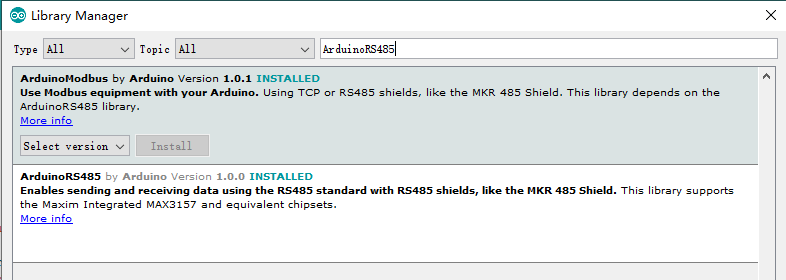 Library Manager
Type All Topic All ArduinoRS485
ArduinoModbus by Arduino Version 1.0.1 INSTALLED
Use Modbus equipment with your Arduino. Using TCP or RS485 shields, like the MKR 485 Shield. This library depends on the
ArduinoRS485 library.
More info
Select version Install
ArduinoRS485 by Arduino Version 1.0.0 INSTALLED
Enables sending and receiving data using the RS485 standard with RS485 shields, like the MKR 485 Shield. This library supports
the Maxim Integrated MAX3157 and equivalent chipsets.
More info